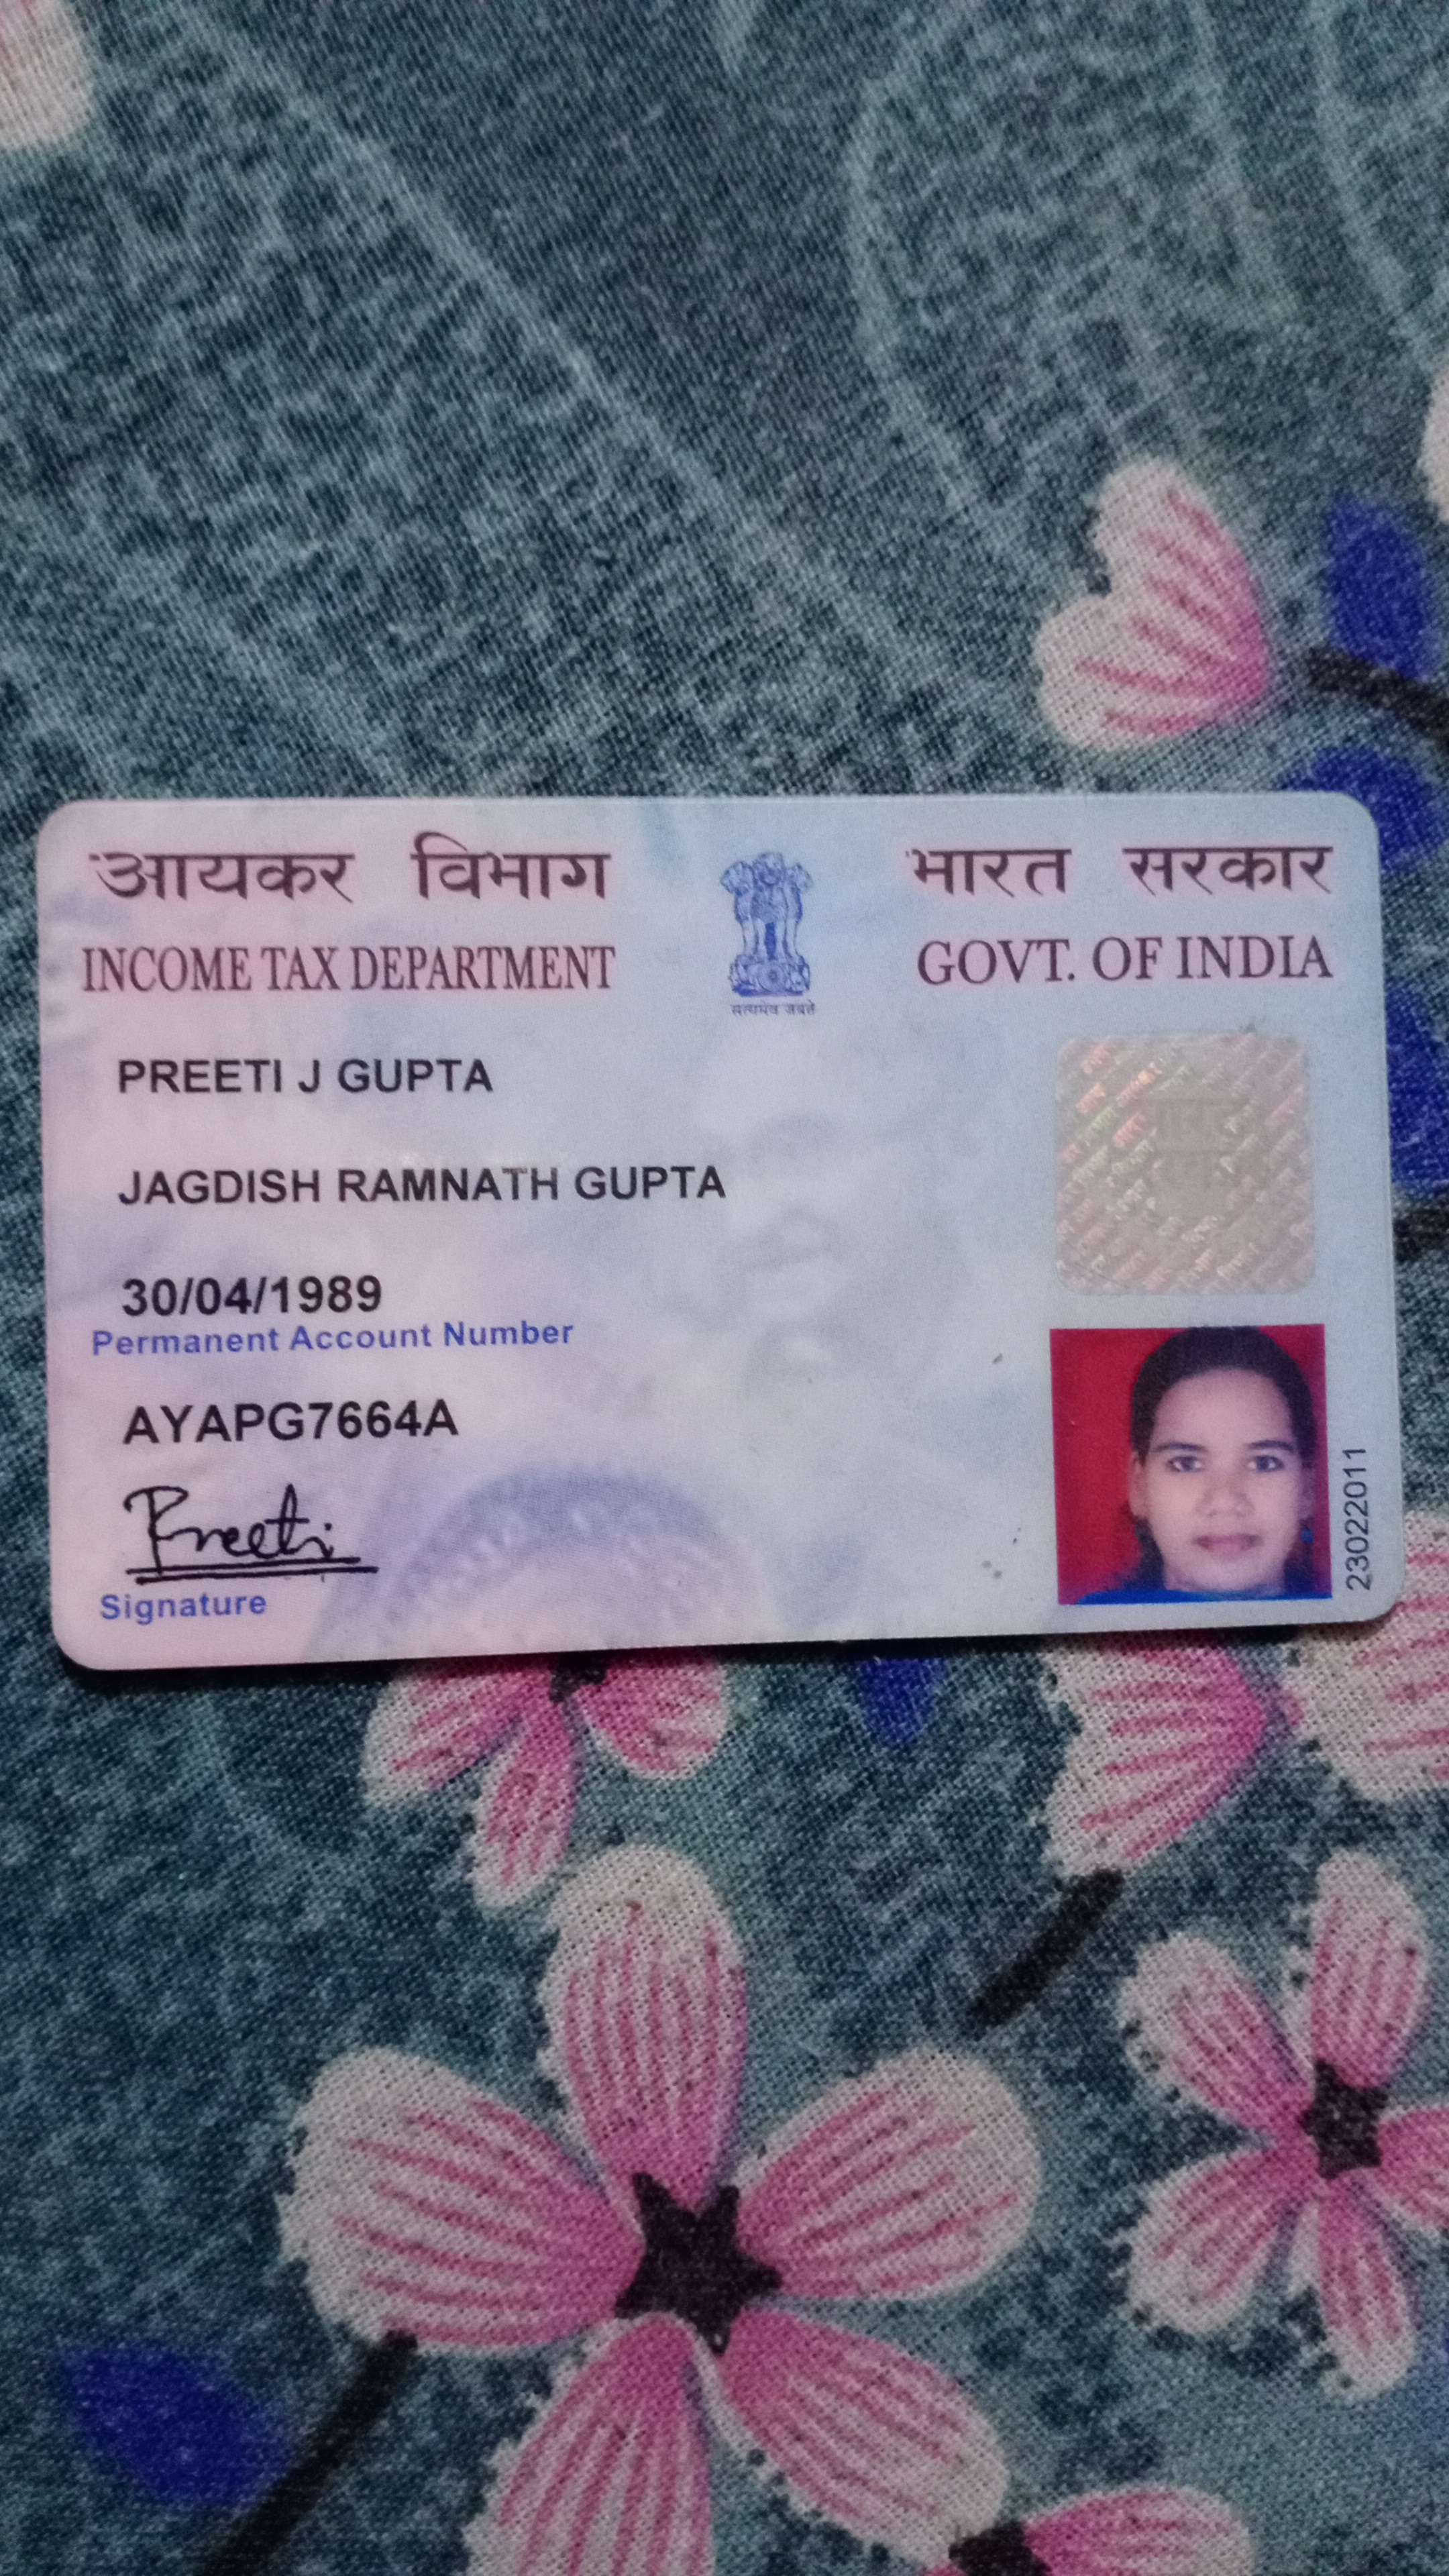 आयकर विभाग
INCOME TAX DEPARTMENT
सत्यमेव जयते
भारत सरकार
GOVT. OF INDIA
PREETI J GUPTA
JAGDISH RAMNATH GUPTA
30/04/1989
Permanent Account Number
AYAPG7664A
Preeti
Signature
23022011